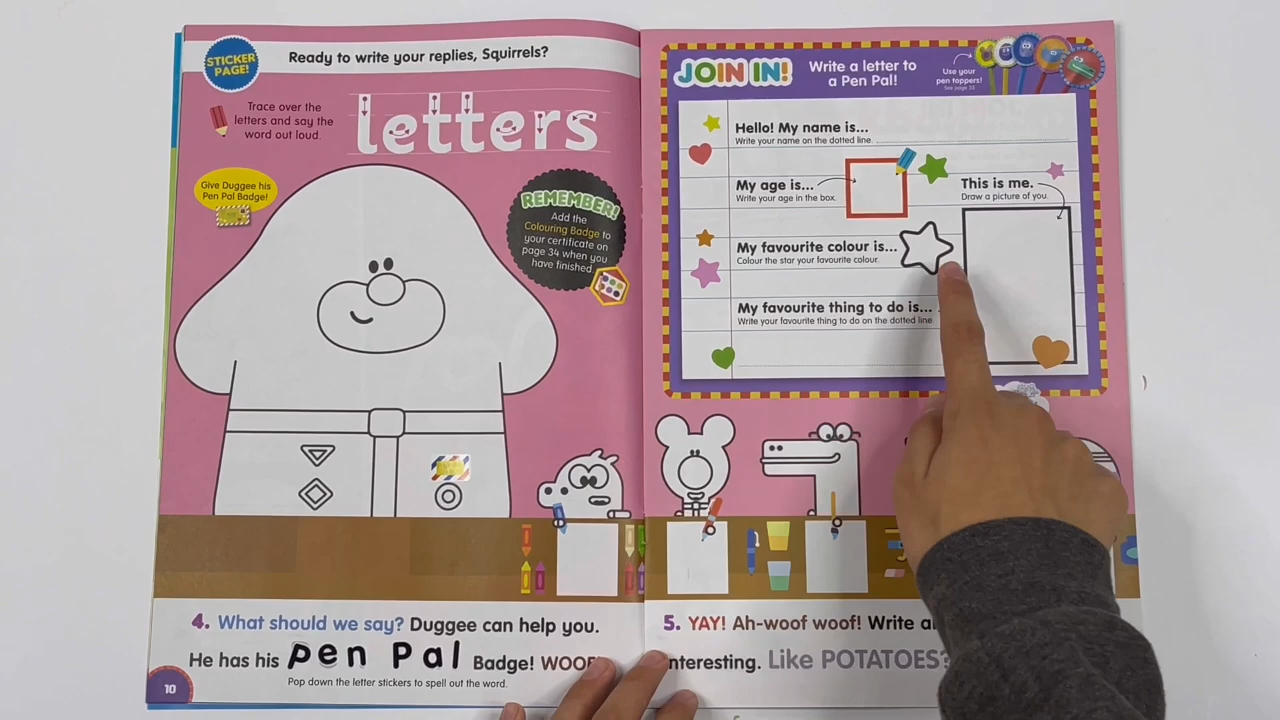 STICKER
PAGE!
Ready to write your replies, Squirrels?
Trace over the
letters and say the
word out loud.
letters
Give Duggee his
Pen Pal Badge!
REMEMBER!
Add the
Colouring Badge to
your certificate on
page 34 when you
have finished
4. What should we say? Duggee can help you.
He has his pen Pal Badge! WOOF
Pop down the letter stickers to spell out the word.
10
JOIN IN!
Write a letter to
a Pen Pal!
Use your
pen toppers!
See page 33
Hello! My name is...
Write your name on the dotted line.
My age is...
Write your age in the box.
This is me.
Draw a picture of you.
My favourite colour is...
Colour the star your favourite colour.
My favourite thing to do is...
Write your favourite thing to do on the dotted line.
5. YAY! Ah-woof woof! Write
interesting. Like POTATOES?